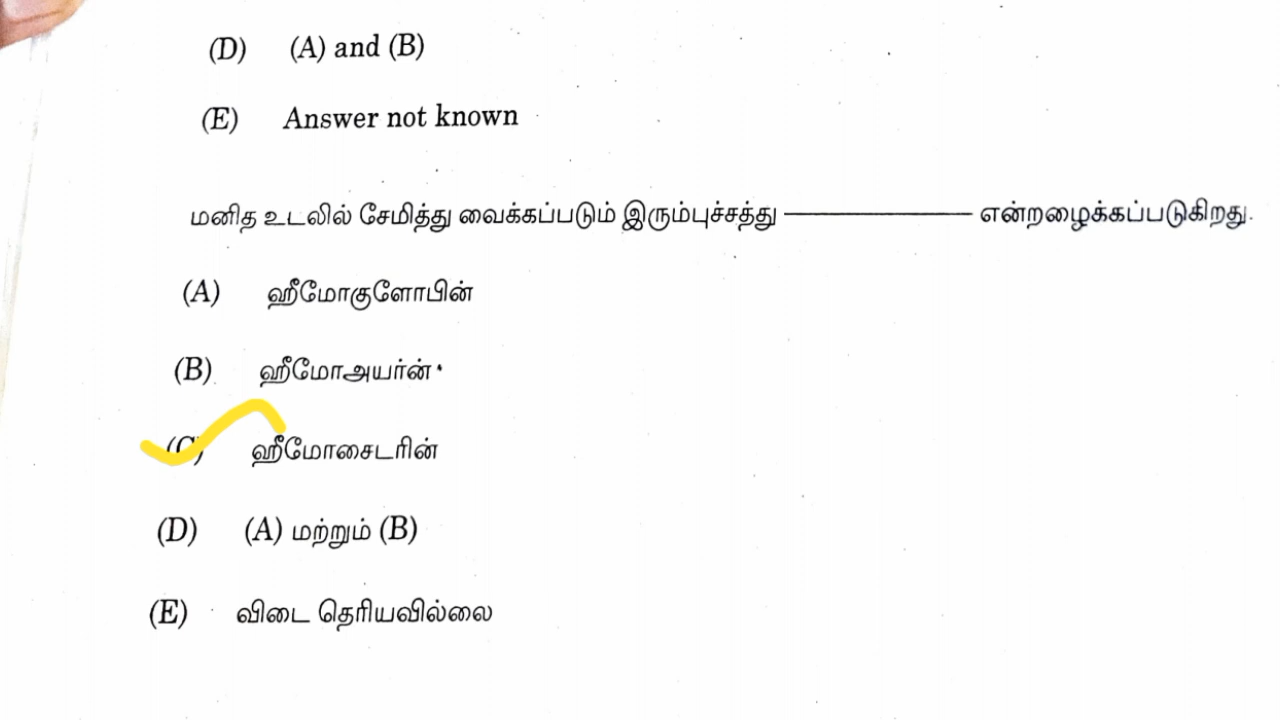 (D) (A) and (B)
(E) Answer not known
மனித உடலில் சேமித்து வைக்கப்படும் இரும்புச்சத்து ———————— என்றழைக்கப்படுகிறது.
(A) ஹீமோகுளோபின்
(B) ஹீமோஅயர்ன்
(C) ஹீமோசைடரின்
(D) (A) மற்றும் (B)
(E) விடை தெரியவில்லை